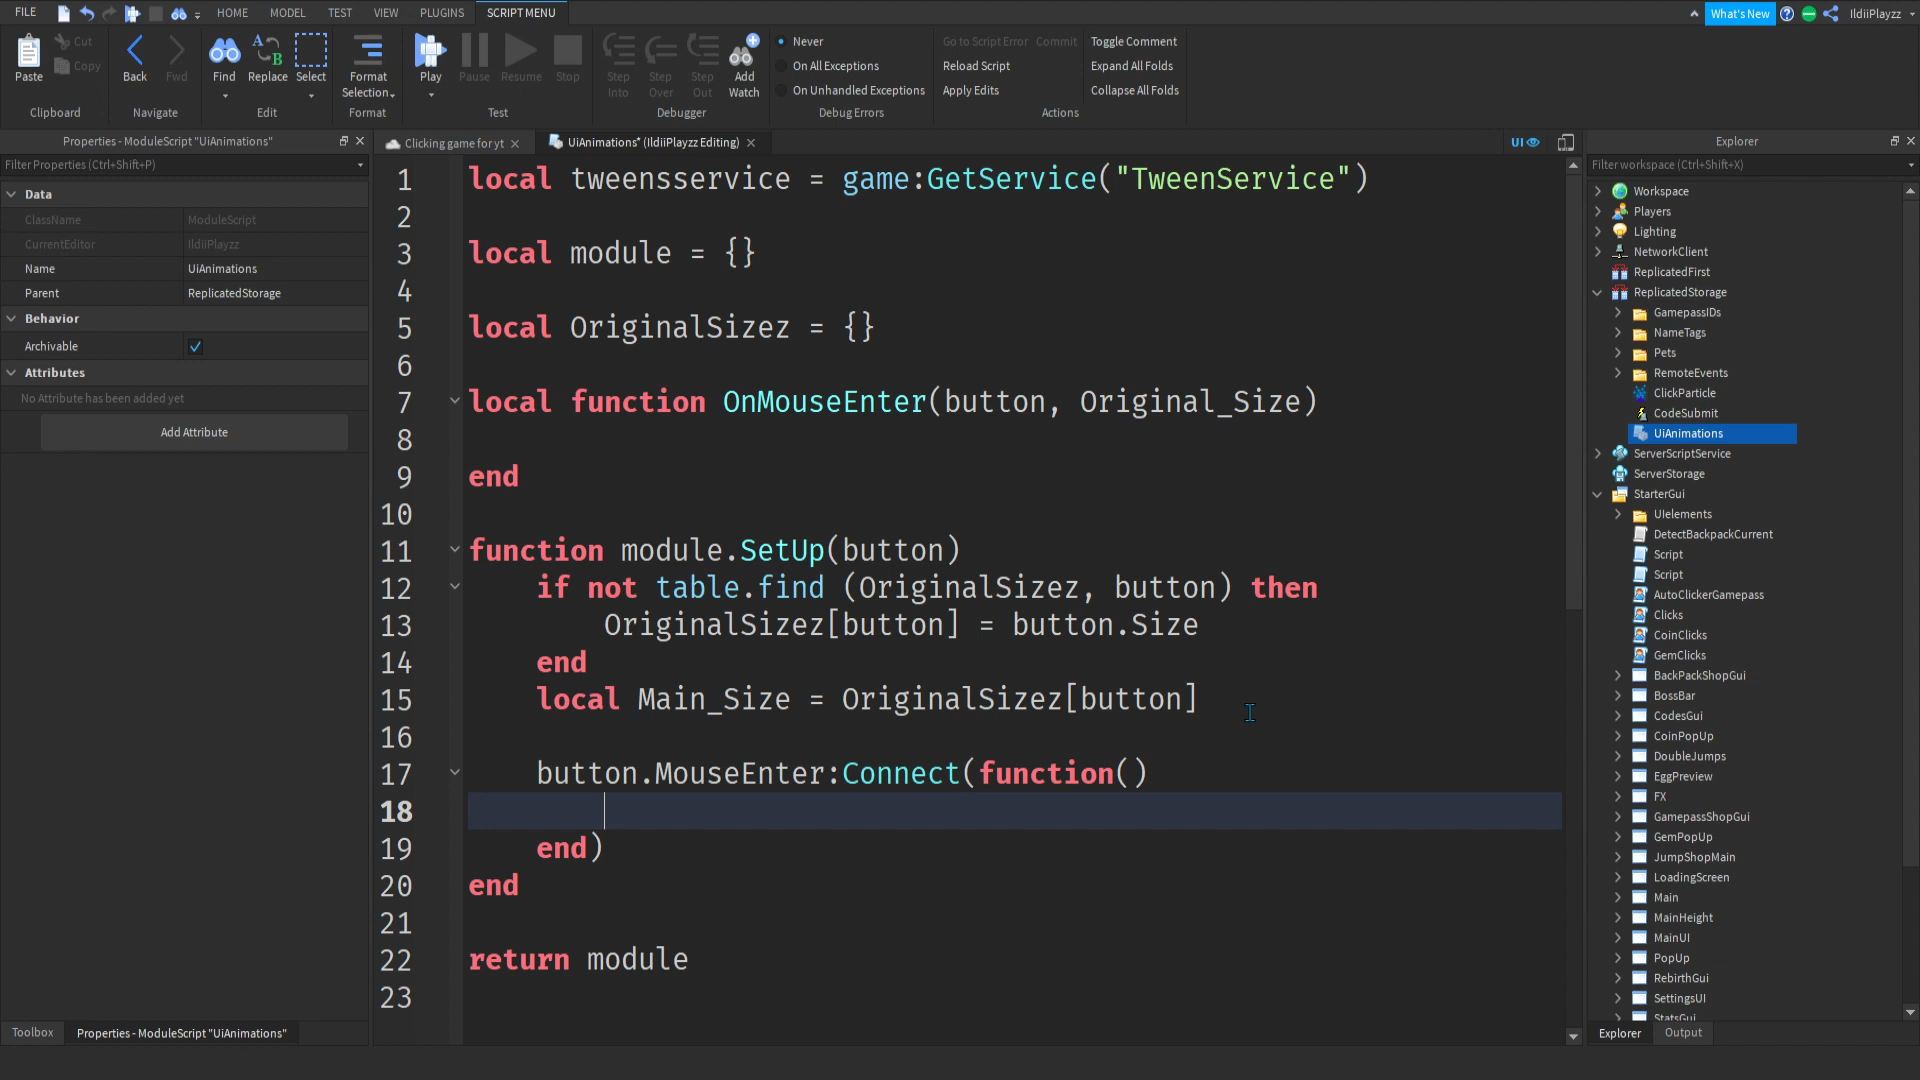 FILE HOME MODEL TEST VIEW PLUGINS SCRIPT MENU What's New IldiiPlayzz
Paste Cut Copy Clipboard
Back Fwd Navigate
Find Replace Select Edit
Format Selection Format
Play Pause Resume Stop Test
Step Into Step Over Step Out Add Watch Debugger
Never
On All Exceptions
On Unhandled Exceptions
Debug Errors
Go to Script Error Commit
Reload Script
Apply Edits
Toggle Comment
Expand All Folds
Collapse All Folds
Actions
Properties - ModuleScript "UiAnimations"
Filter Properties (Ctrl+Shift+P)
Data
ClassName ModuleScript
CurrentEditor IldiiPlayzz
Name UiAnimations
Parent ReplicatedStorage
Behavior
Archivable
Attributes
No Attribute has been added yet
Add Attribute
Toolbox Properties - ModuleScript "UiAnimations"
Clicking game for yt UiAnimations* (IldiiPlayzz Editing) UI
1 local tweensservice = game:GetService("TweenService")
2
3 local module = {}
4
5 local OriginalSizez = {}
6
7 local function OnMouseEnter(button, Original_Size)
8
9 end
10
11 function module.SetUp(button)
12 if not table.find (OriginalSizez, button) then
13 OriginalSizez[button] = button.Size
14 end
15 local Main_Size = OriginalSizez[button]
16
17 button.MouseEnter:Connect(function()
18
19 end)
20 end
21
22 return module
23
Explorer
Filter workspace (Ctrl+Shift+X)
Workspace
Players
Lighting
NetworkClient
ReplicatedFirst
ReplicatedStorage
GamepassIDs
NameTags
Pets
RemoteEvents
ClickParticle
CodeSubmit
UiAnimations
ServerScriptService
ServerStorage
StarterGui
UIelements
DetectBackpackCurrent
Script
Script
AutoClickerGamepass
Clicks
CoinClicks
GemClicks
BackPackShopGui
BossBar
CodesGui
CoinPopUp
DoubleJumps
EggPreview
FX
GamepassShopGui
GemPopUp
JumpShopMain
LoadingScreen
Main
MainHeight
MainUI
PopUp
RebirthGui
SettingsUI
StatsGui
Explorer Output